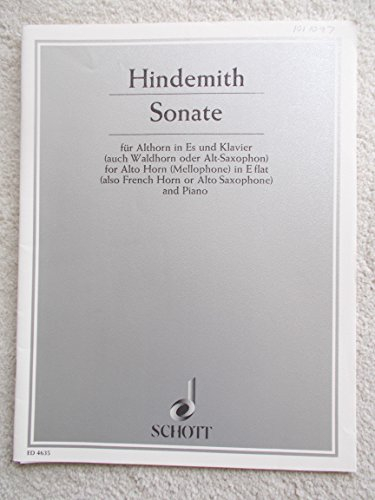 Hindemith
Sonate
für Althorn in Es und Klavier
(auch Waldhorn oder Alt-Saxophon)
for Alto Horn (Mellophone) in E flat
(also French Horn or Alto Saxophone)
and Piano
SCHOTT
ED 4635